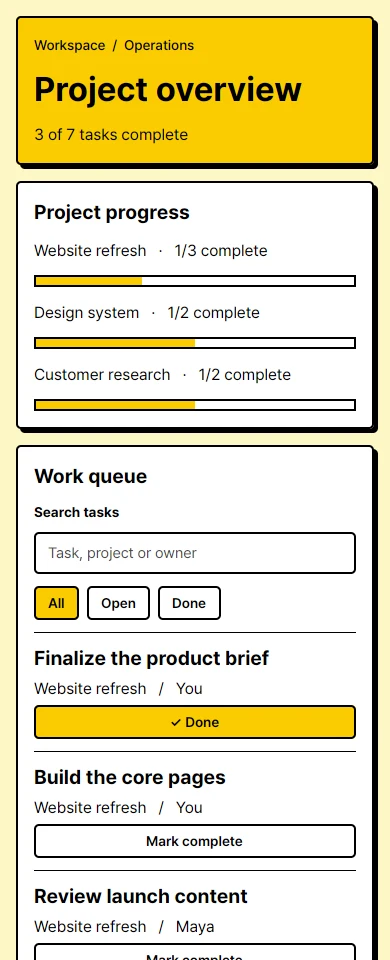 Workspace / Operations
Project overview
3 of 7 tasks complete
Project progress
Website refresh · 1/3 complete
Design system · 1/2 complete
Customer research · 1/2 complete
Work queue
Search tasks
Task, project or owner
All Open Done
Finalize the product brief
Website refresh / You
✓ Done
Build the core pages
Website refresh / You
Mark complete
Review launch content
Website refresh / Maya
Mark complete